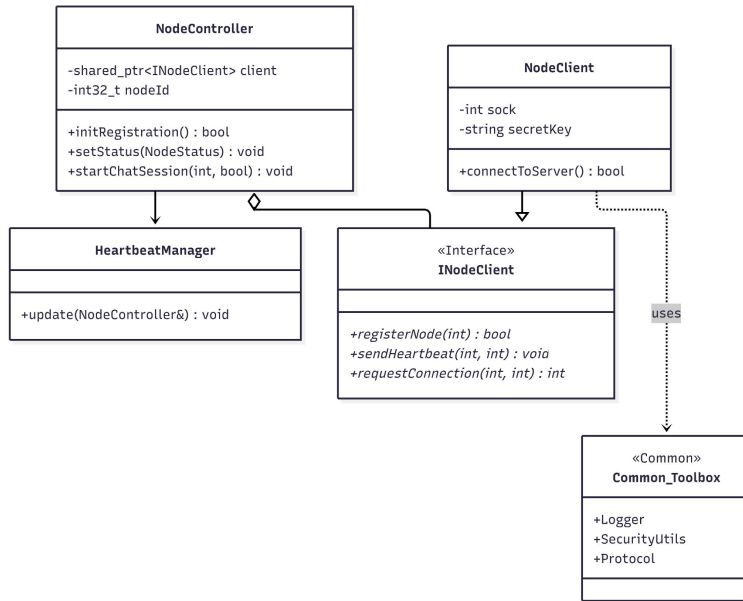 NodeController
-shared_ptr<INodeClient> client
-int32_t nodeId
+initRegistration() : bool
+setStatus(NodeStatus) : void
+startChatSession(int, bool) : void
NodeClient
-int sock
-string secretKey
+connectToServer() : bool
HeartbeatManager
+update(NodeController&) : void
«Interface»
INodeClient
+registerNode(int) : bool
+sendHeartbeat(int, int) : void
+requestConnection(int, int) : int
uses
«Common»
Common_Toolbox
+Logger
+SecurityUtils
+Protocol